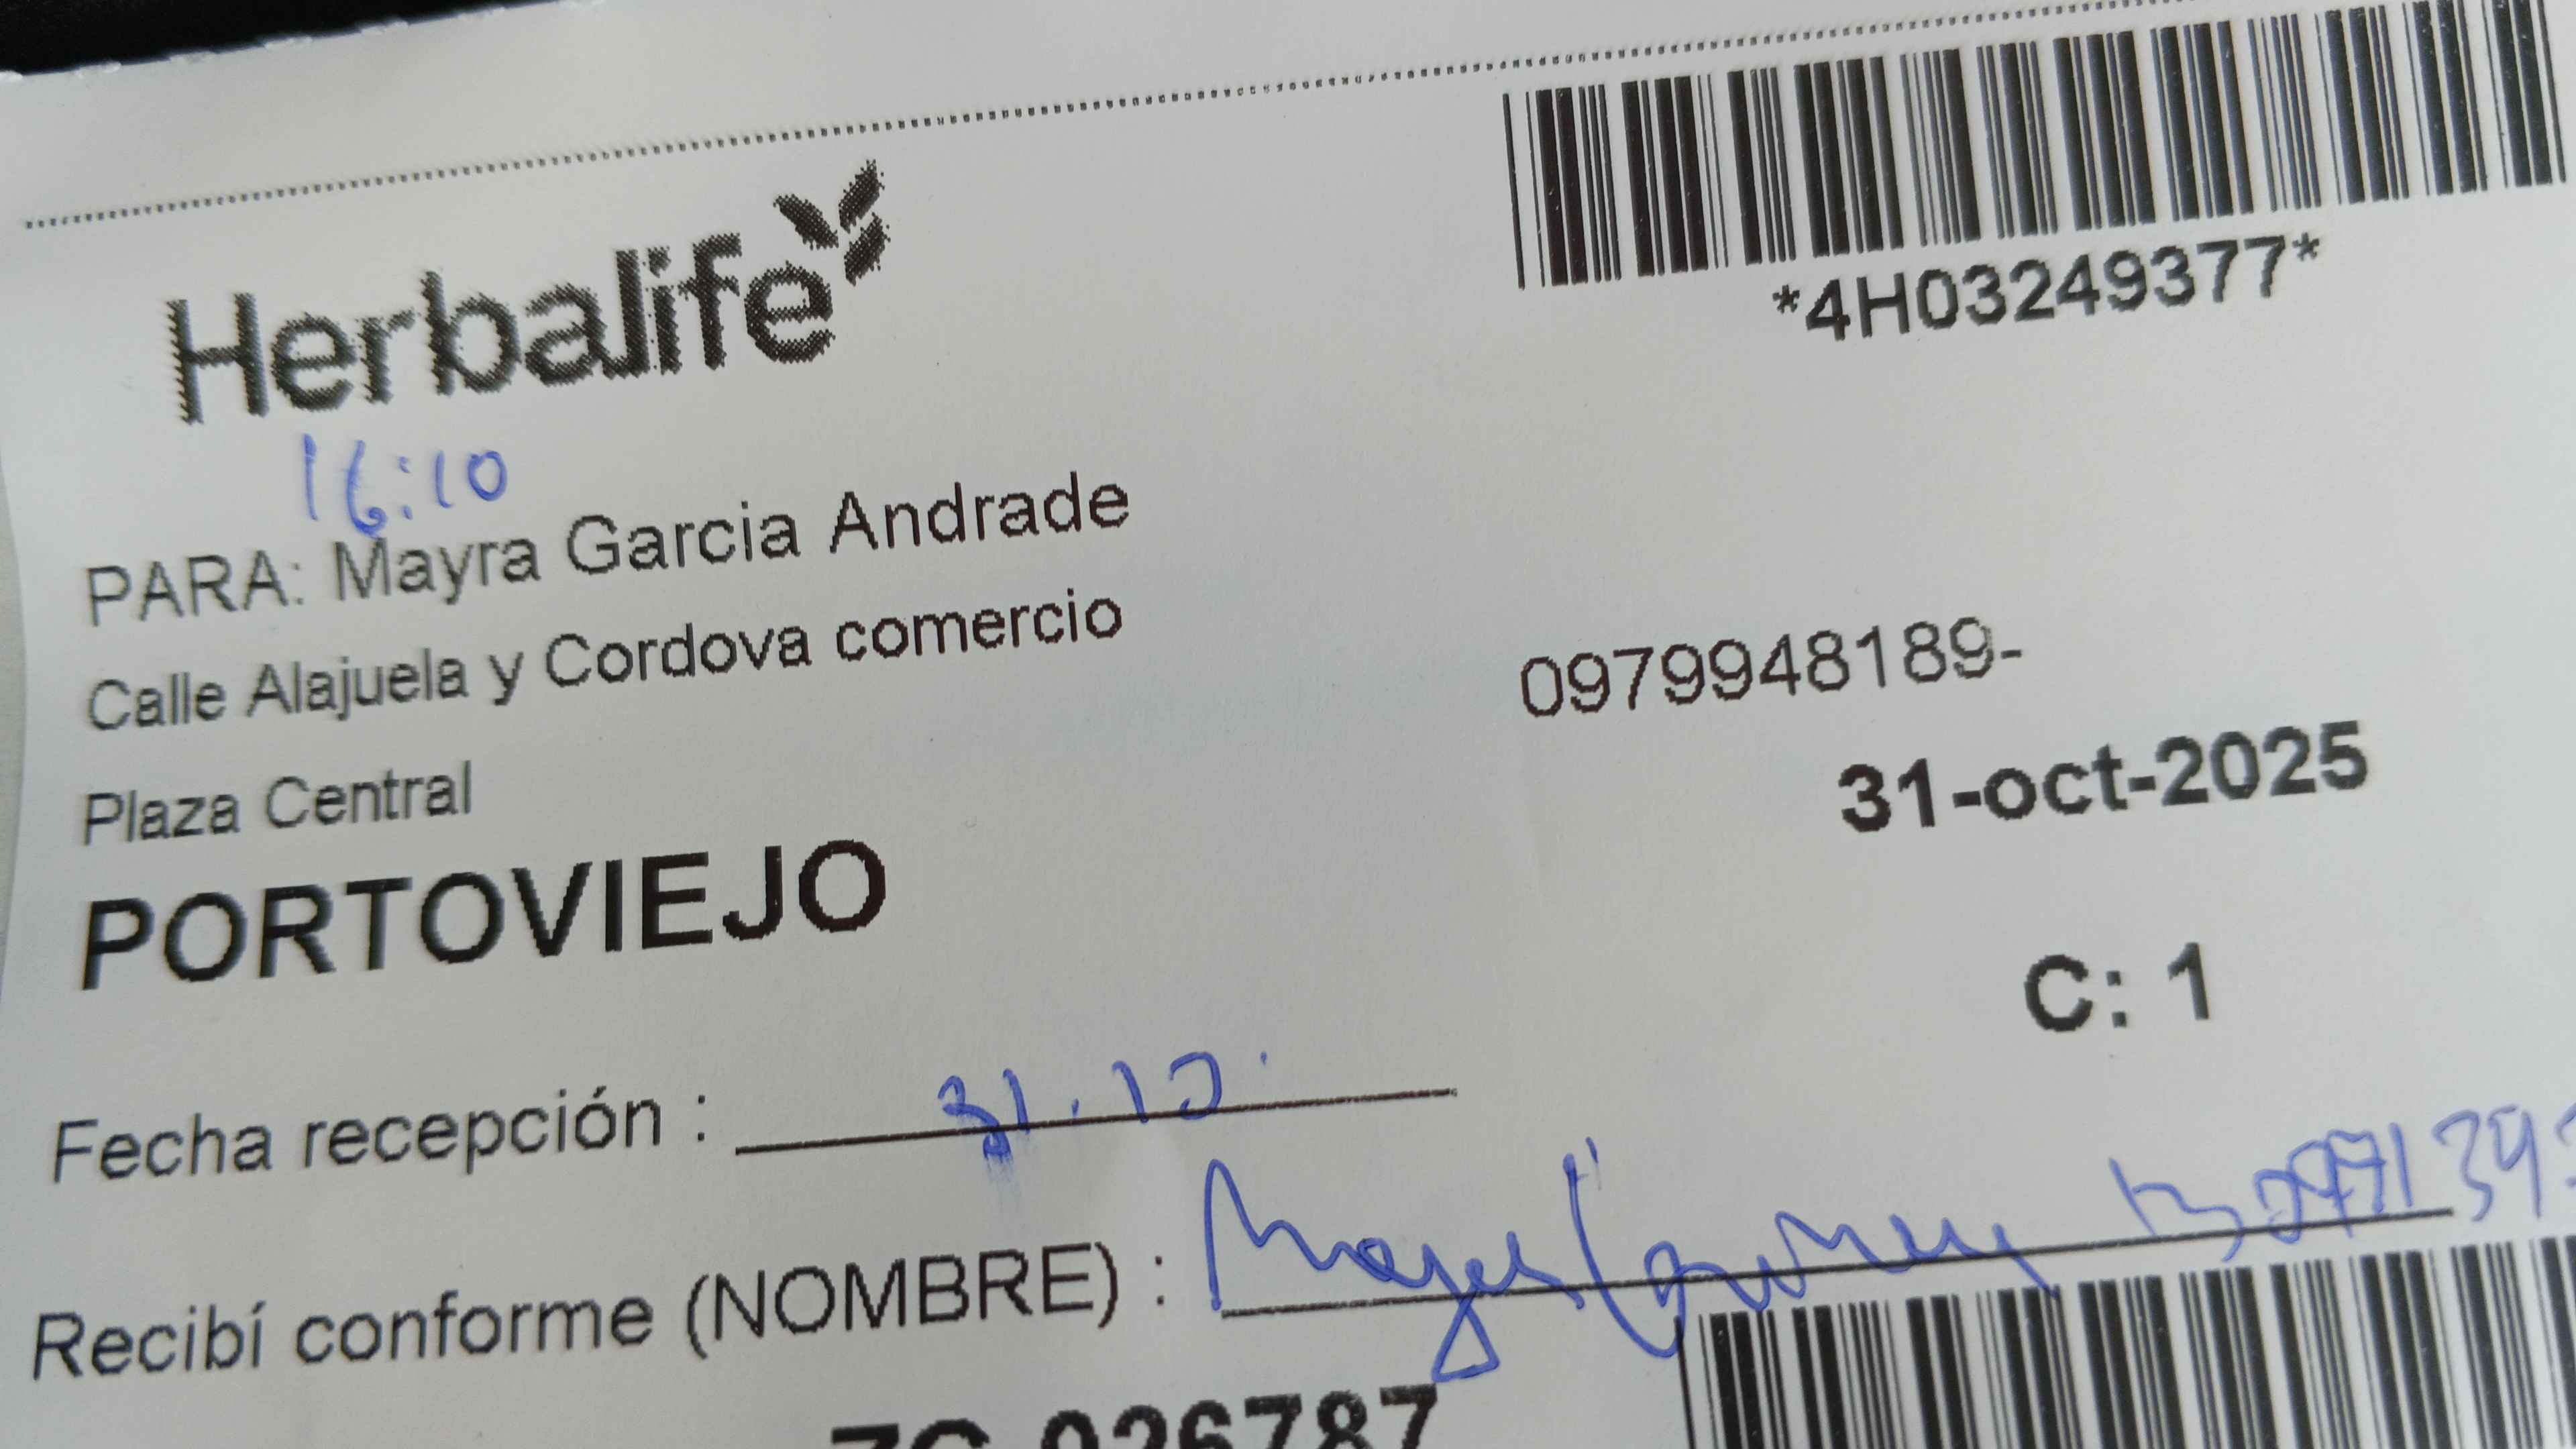 *4H03249377*
Herbalife
16:10
PARA: Mayra Garcia Andrade
Calle Alajuela y Cordova comercio
0979948189-
Plaza Central
31-oct-2025
PORTOVIEJO
C: 1
Fecha recepción : 31.10.
Recibí conforme (NOMBRE) :